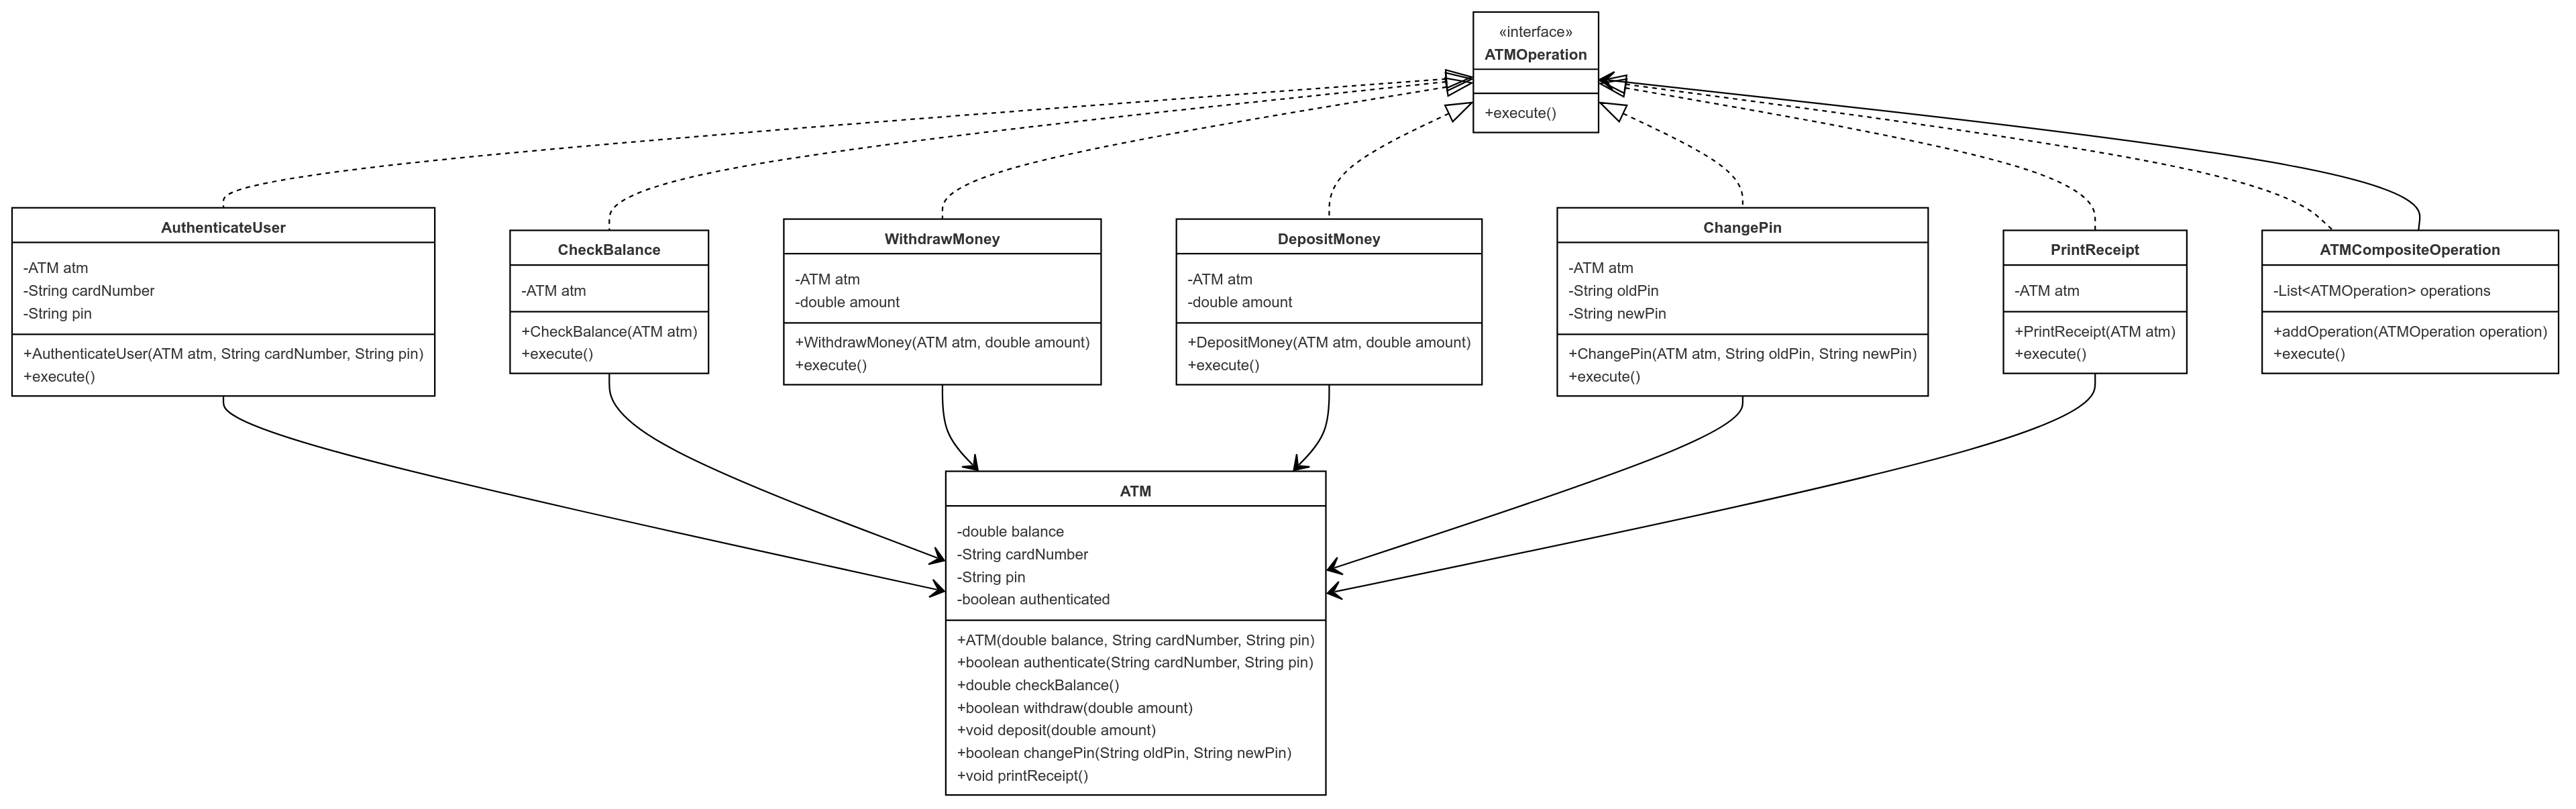 «interface»
ATMOperation
+execute()
AuthenticateUser
-ATM atm
-String cardNumber
-String pin
+AuthenticateUser(ATM atm, String cardNumber, String pin)
+execute()
CheckBalance
-ATM atm
+CheckBalance(ATM atm)
+execute()
WithdrawMoney
-ATM atm
-double amount
+WithdrawMoney(ATM atm, double amount)
+execute()
DepositMoney
-ATM atm
-double amount
+DepositMoney(ATM atm, double amount)
+execute()
ChangePin
-ATM atm
-String oldPin
-String newPin
+ChangePin(ATM atm, String oldPin, String newPin)
+execute()
PrintReceipt
-ATM atm
+PrintReceipt(ATM atm)
+execute()
ATMCompositeOperation
-List<ATMOperation> operations
+addOperation(ATMOperation operation)
+execute()
ATM
-double balance
-String cardNumber
-String pin
-boolean authenticated
+ATM(double balance, String cardNumber, String pin)
+boolean authenticate(String cardNumber, String pin)
+double checkBalance()
+boolean withdraw(double amount)
+void deposit(double amount)
+boolean changePin(String oldPin, String newPin)
+void printReceipt()